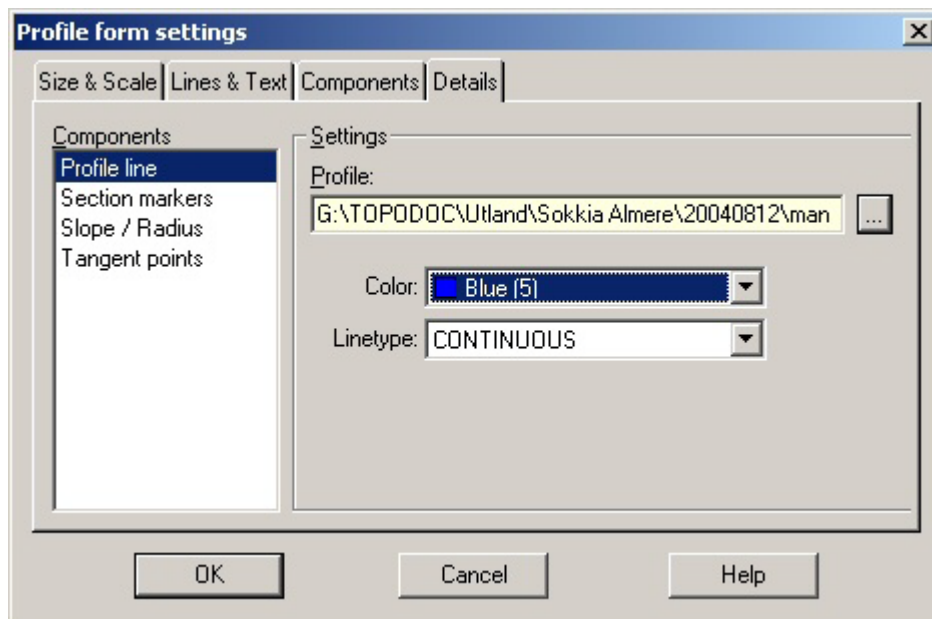 Profile form settings
Size & Scale Lines & Text Components Details
Components
Profile line
Section markers
Slope / Radius
Tangent points
Settings
Profile:
G:\TOPODOC\Utland\Sokkia Almere\20040812\man
...
Color: Blue (5)
Linetype: CONTINUOUS
OK Cancel Help